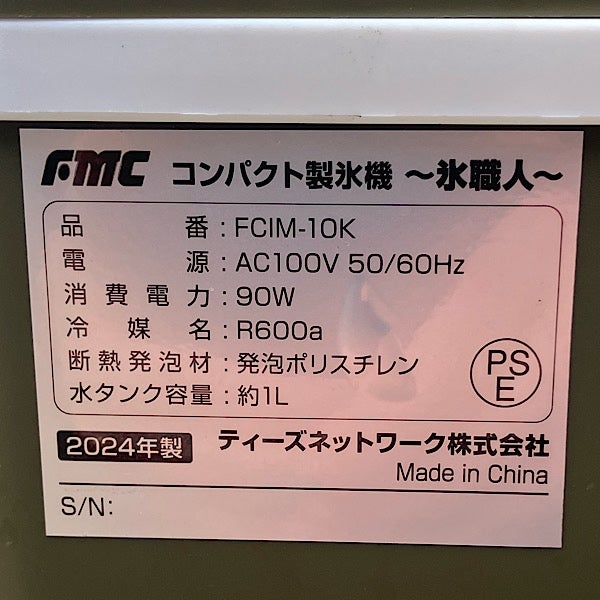 FMC コンパクト製氷機 〜氷職人〜
品番：FCIM-10K
電源：AC100V 50/60Hz
消費電力：90W
冷媒名：R600a
断熱発泡材：発泡ポリスチレン
水タンク容量：約1L
PS
E
2024年製 ティーズネットワーク株式会社
Made in China
S/N: